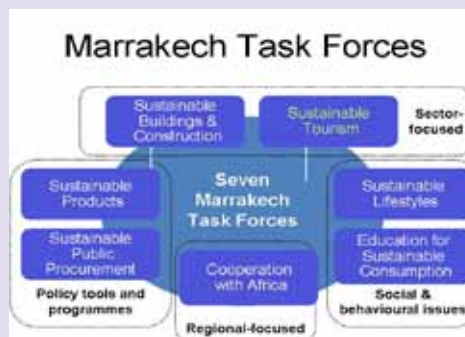 Marrakech Task Forces
Sustainable
Buildings &
Construction
Sustainable
Tourism
Sector-
focused
Sustainable
Products
Seven
Marrakech
Task Forces
Sustainable
Lifestyles
Sustainable
Public
Procurement
Cooperation
with Africa
Education for
Sustainable
Consumption
Policy tools and
programmes
Regional-focused
Social &
behavioural issues